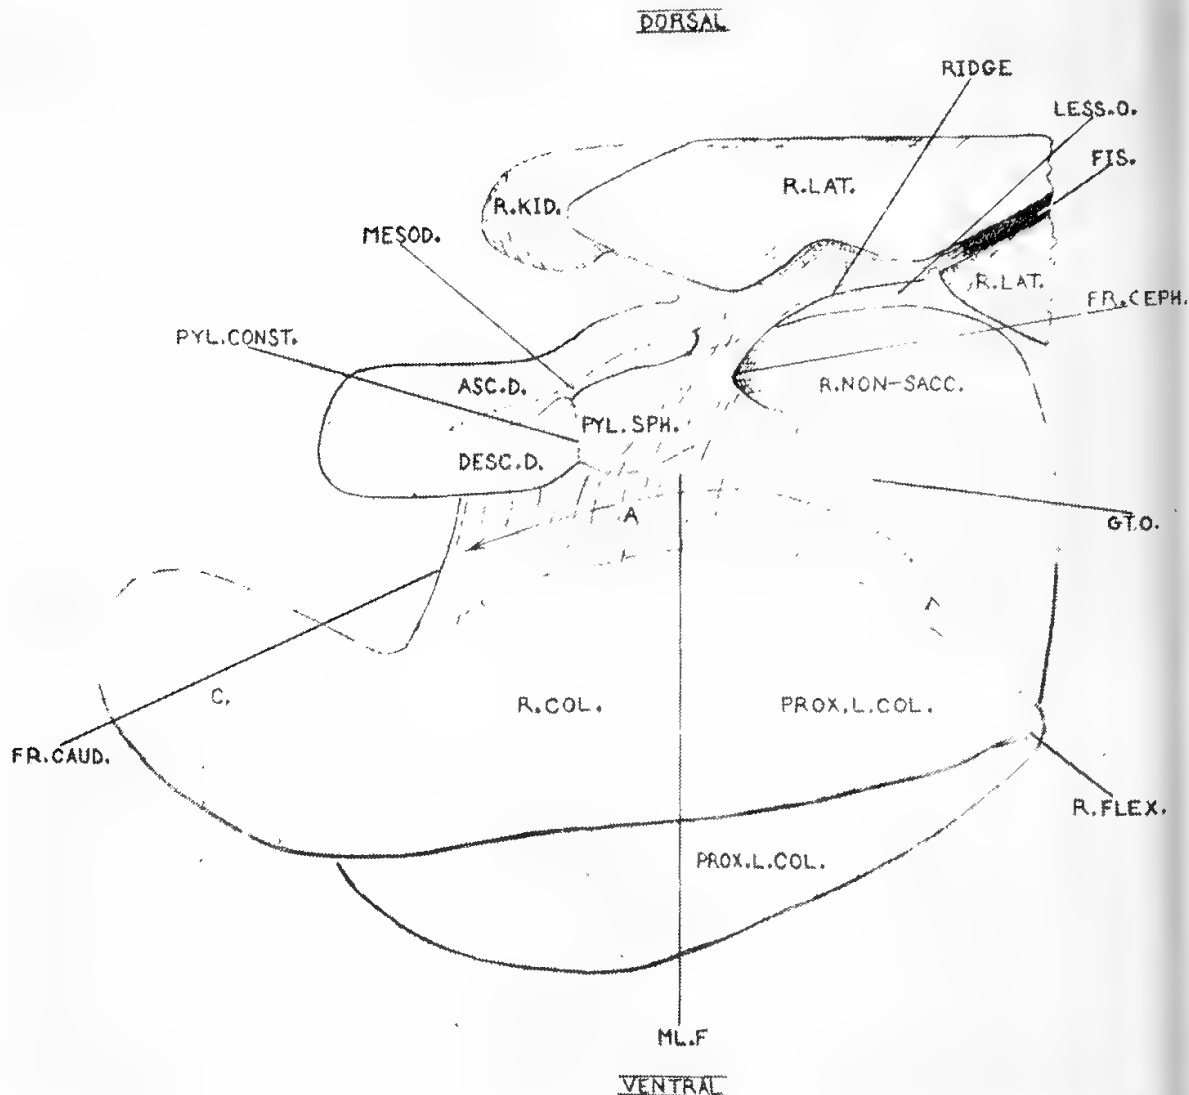 DORSAL
RIDGE
LESS.O.
FIS.
R.LAT.
R.KID.
MESOD.
R.LAT.
FR.CEPH.
PYL.CONST.
ASC.D.
R.NON-SACC.
PYL.SPH.
DESC.D.
A
GT.O.
C.
R.COL.
PROX.L.COL.
FR.CAUD.
R.FLEX.
PROX.L.COL.
ML.F
VENTRAL